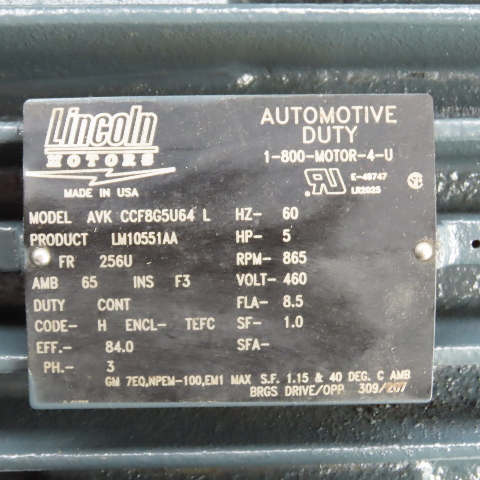 Lincoln
MOTORS
MADE IN USA
AUTOMOTIVE
DUTY
1-800-MOTOR-4-U
E-49747
LR2025
MODEL AVK CCF8G5U64 L
PRODUCT LM10551AA
FR 256U
AMB 65 INS F3
DUTY CONT
CODE- H ENCL- TEFC
EFF.- 84.0
PH.- 3
HZ- 60
HP- 5
RPM- 865
VOLT- 460
FLA- 8.5
SF- 1.0
SFA-
GM 7EQ,NPEM-100,EM1 MAX S.F. 1.15 & 40 DEG. C AMB
BRGS DRIVE/OPP 309/207